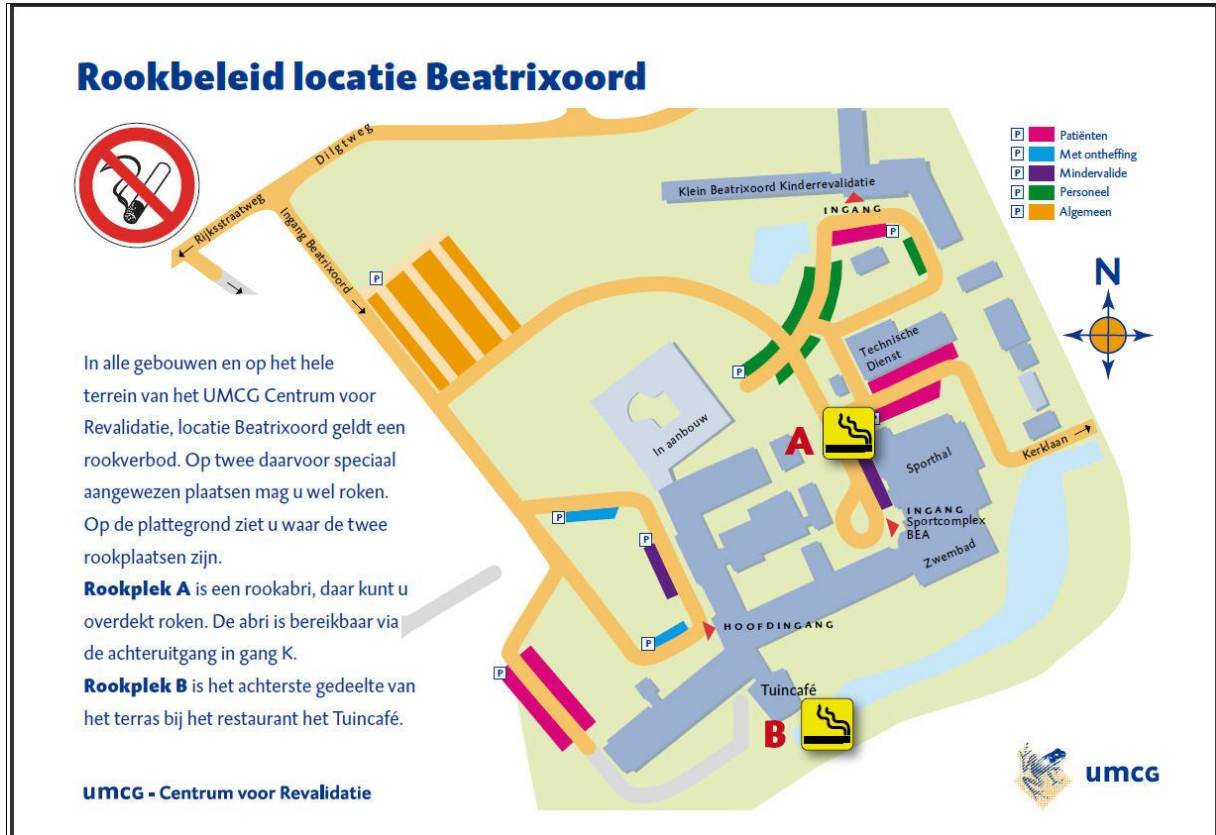 Rookbeleid locatie Beatrixoord
Dilgtweg
← Rijksstraatweg
Ingang Beatrixoord →
P
Klein Beatrixoord Kinderrevalidatie
INGANG
P
P Patiënten
P Met ontheffing
P Mindervalide
P Personeel
P Algemeen
N
Technische
Dienst
P
P
In aanbouw
A
Sporthal
Kerklaan →
INGANG
Sportcomplex
BEA
Zwembad
P
P
P
HOOFDINGANG
P
Tuincafé
B
In alle gebouwen en op het hele
terrein van het UMCG Centrum voor
Revalidatie, locatie Beatrixoord geldt een
rookverbod. Op twee daarvoor speciaal
aangewezen plaatsen mag u wel roken.
Op de plattegrond ziet u waar de twee
rookplaatsen zijn.
Rookplek A is een rookabri, daar kunt u
overdekt roken. De abri is bereikbaar via
de achteruitgang in gang K.
Rookplek B is het achterste gedeelte van
het terras bij het restaurant het Tuincafé.
umcg - Centrum voor Revalidatie
umcg